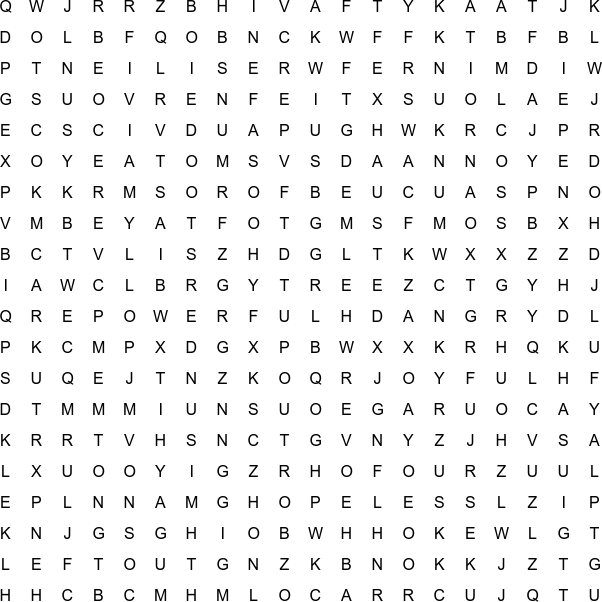 Q W J R R Z B H I V A F T Y K A A T J K
D O L B F Q O B N C K W F F K T B F B L
P T N E I L I S E R W F E R N I M D I W
G S U O V R E N F E I T X S U O L A E J
E C S C I V D U A P U G H W K R C J P R
X O Y E A T O M S V S D A A N N O Y E D
P K K R M S O R O F B E U C U A S P N O
V M B E Y A T F O T G M S F M O S B X H
B C T V L I S Z H D G L T K W X X Z Z D
I A W C L B R G Y T R E E Z C T G Y H J
Q R E P O W E R F U L H D A N G R Y D L
P K C M P X D G X P B W X X K R H Q K U
S U Q E J T N Z K O Q R J O Y F U L H F
D T M M M I U N S U O E G A R U O C A Y
K R R T V H S N C T G V N Y Z J H V S A
L X U O O Y I G Z R H O F O U R Z U U L
E P L N N A M G H O P E L E S S L Z I P
K N J G S G H I O B W H H O K E W L G T
L E F T O U T G N Z K B N O K K J Z T G
H H C B C M H M L O C A R R C U J Q T U